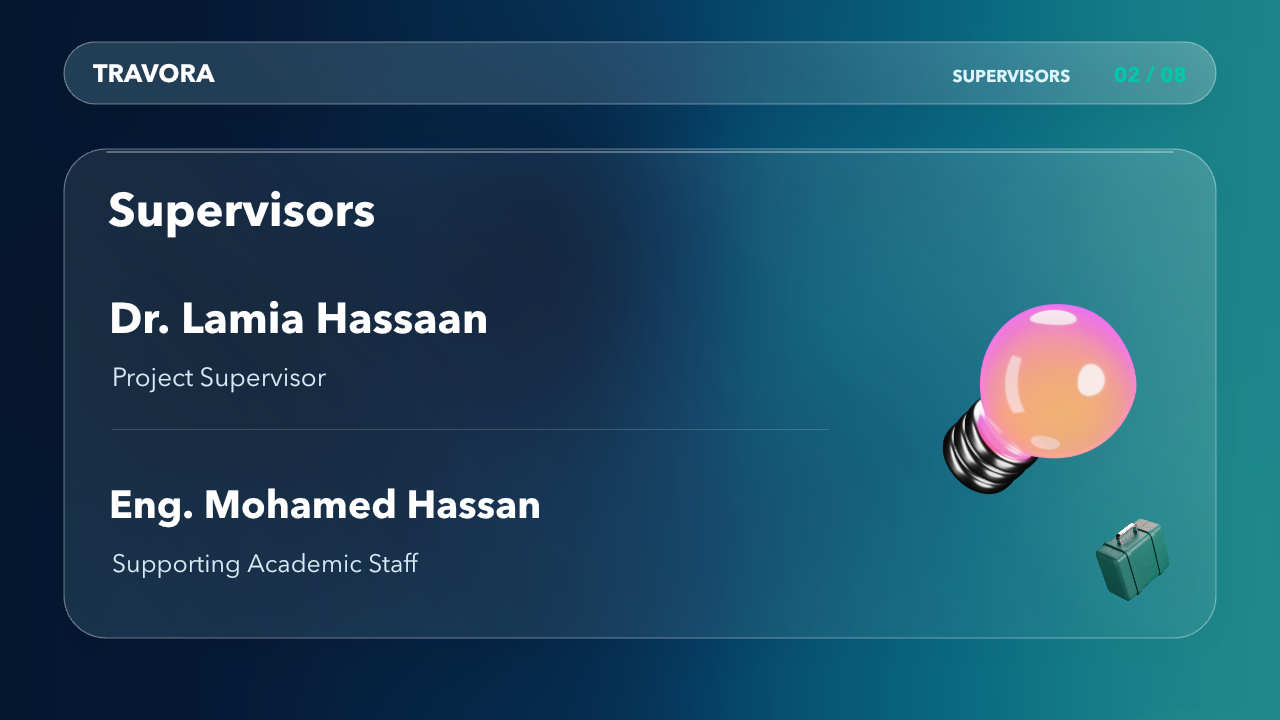 TRAVORA
SUPERVISORS 02 / 08
Supervisors
Dr. Lamia Hassaan
Project Supervisor
Eng. Mohamed Hassan
Supporting Academic Staff